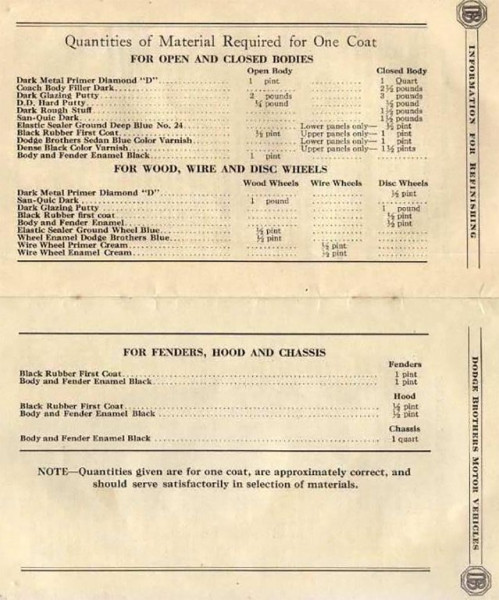 Quantities of Material Required for One Coat
FOR OPEN AND CLOSED BODIES
Open Body Closed Body
Dark Metal Primer Diamond "D" 1 pint 1 Quart
Coach Body Filler Dark 2½ pounds
Dark Glazing Putty 2 pounds 3 pounds
D.D. Hard Putty ¼ pound ½ pound
Dark Rough Stuff 1½ pounds
San-Quic Dark 1½ pounds
Elastic Sealer Ground Deep Blue No. 24 Lower panels only— ½ pint
Black Rubber First Coat ½ pint Upper panels only— 1 pint
Dodge Brothers Sedan Blue Color Varnish Lower panels only— 1 pint
Dense Black Color Varnish Upper panels only— 1½ pints
Body and Fender Enamel Black 1 pint
FOR WOOD, WIRE AND DISC WHEELS
Wood Wheels Wire Wheels Disc Wheels
Dark Metal Primer Diamond "D" ½ pint
San-Quic Dark 1 pound
Dark Glazing Putty 1 pound
Black Rubber first coat ½ pint
Body and Fender Enamel ½ pint
Elastic Sealer Ground Wheel Blue ½ pint
Wheel Enamel Dodge Brothers Blue ½ pint
Wire Wheel Primer Cream ½ pint
Wire Wheel Enamel Cream ½ pint
INFORMATION FOR REFINISHING
FOR FENDERS, HOOD AND CHASSIS
Fenders
Black Rubber First Coat 1 pint
Body and Fender Enamel Black 1 pint
Hood
Black Rubber First Coat ½ pint
Body and Fender Enamel Black ½ pint
Chassis
Body and Fender Enamel Black 1 quart
NOTE—Quantities given are for one coat, are approximately correct, and
should serve satisfactorily in selection of materials.
DODGE BROTHERS MOTOR VEHICLES